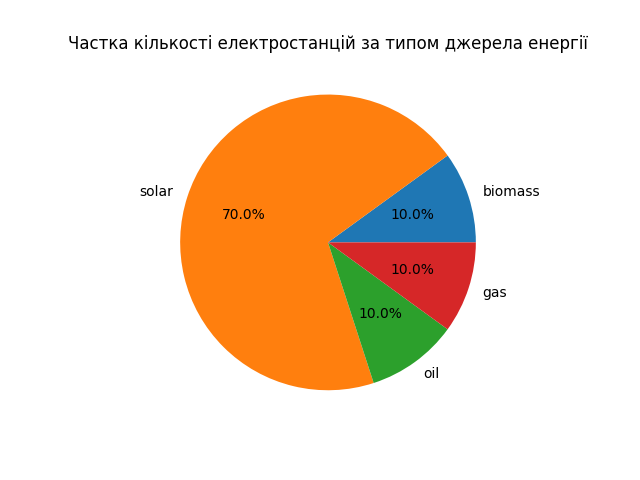 Частка кількості електростанцій за типом джерела енергії
solar
70.0%
biomass
10.0%
10.0%
gas
10.0%
oil